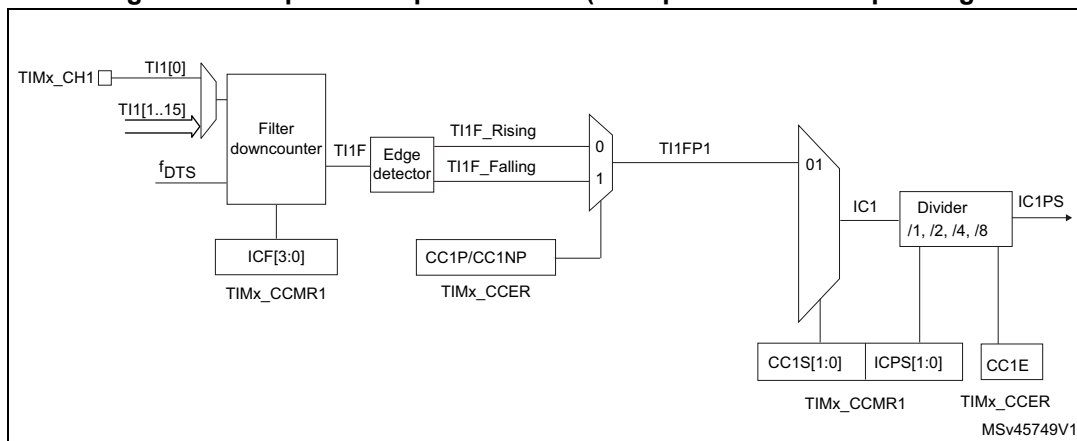 TIMx_CH1
TI1[0]
TI1[1..15]
fDTS
Filter
downcounter
TI1F
Edge
detector
TI1F_Rising
TI1F_Falling
0
1
TI1FP1
01
IC1
Divider
/1, /2, /4, /8
IC1PS
ICF[3:0]
TIMx_CCMR1
CC1P/CC1NP
TIMx_CCER
CC1S[1:0]
ICPS[1:0]
TIMx_CCMR1
CC1E
TIMx_CCER
MSv45749V1